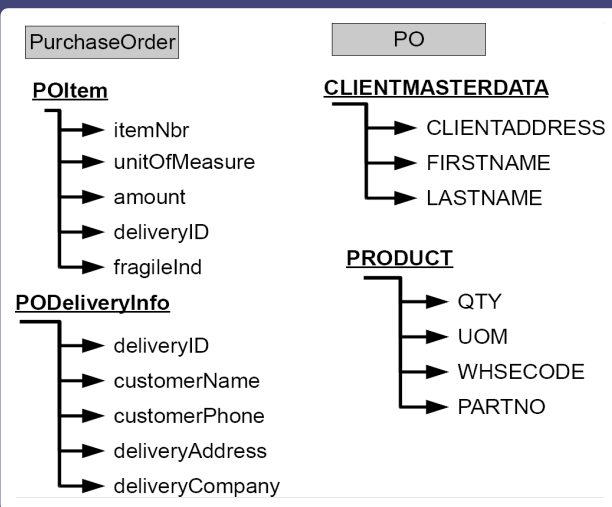 PurchaseOrder
POItem
itemNbr
unitOfMeasure
amount
deliveryID
fragileInd
PODeliveryInfo
deliveryID
customerName
customerPhone
deliveryAddress
deliveryCompany
PO
CLIENTMASTERDATA
CLIENTADDRESS
FIRSTNAME
LASTNAME
PRODUCT
QTY
UOM
WHSECODE
PARTNO